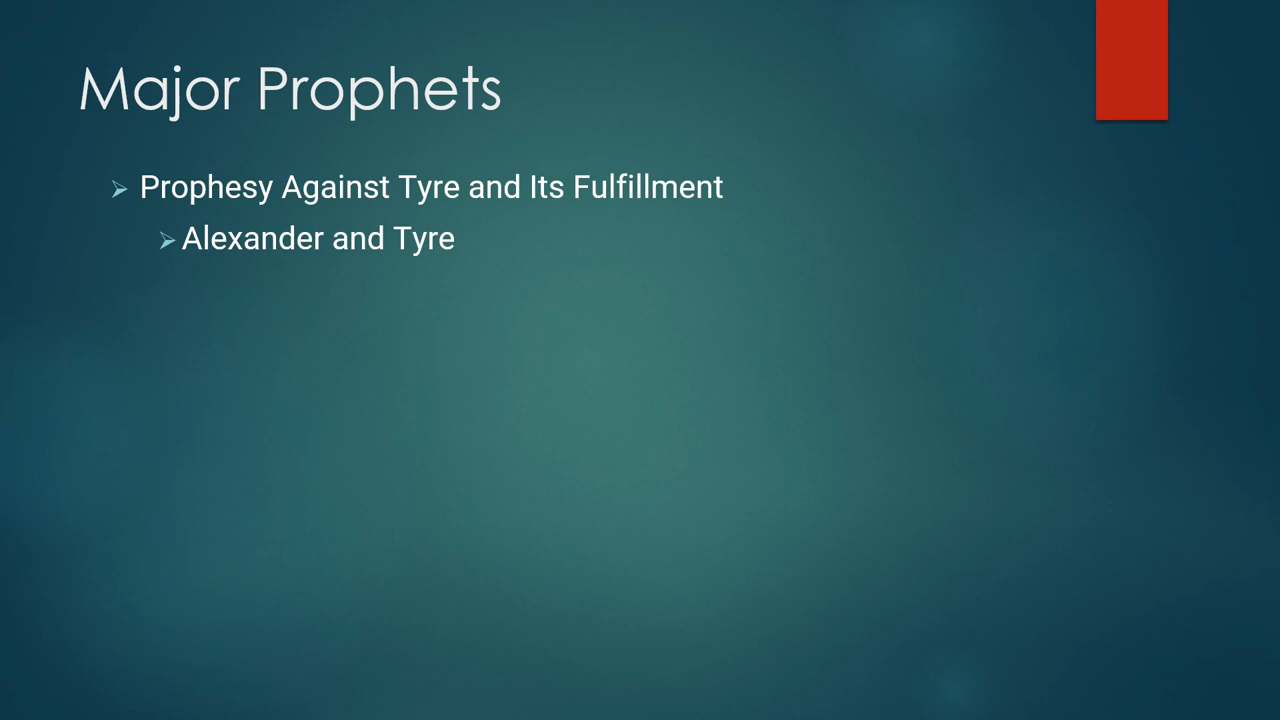 Major Prophets
Prophesy Against Tyre and Its Fulfillment
Alexander and Tyre